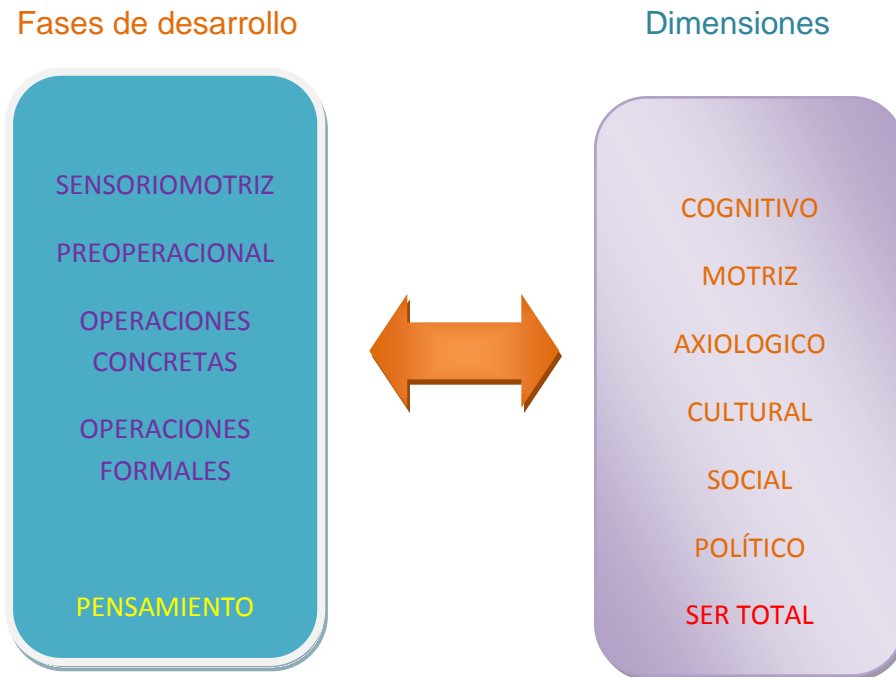 Fases de desarrollo
SENSORIOMOTRIZ
PREOPERACIONAL
OPERACIONES
CONCRETAS
OPERACIONES
FORMALES
PENSAMIENTO
Dimensiones
COGNITIVO
MOTRIZ
AXIOLOGICO
CULTURAL
SOCIAL
POLÍTICO
SER TOTAL